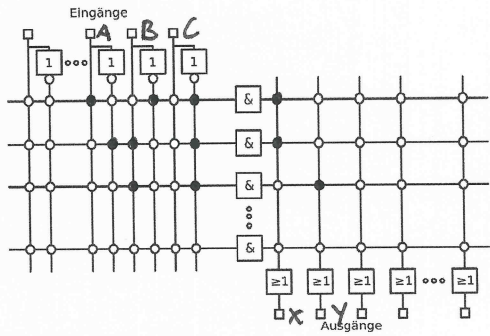 Eingänge
A B C
1 1 1 1
&
&
&
&
≥1 ≥1 ≥1 ≥1 ≥1
X Y
Ausgänge